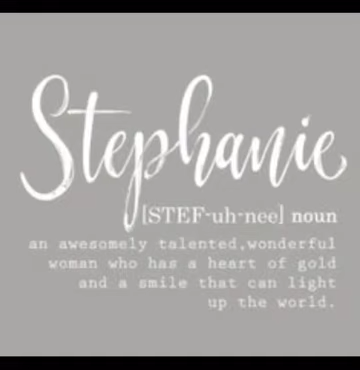 Stephanie
[STEF-uh-nee] noun
an awesomely talented,wonderful
woman who has a heart of gold
and a smile that can light
up the world.